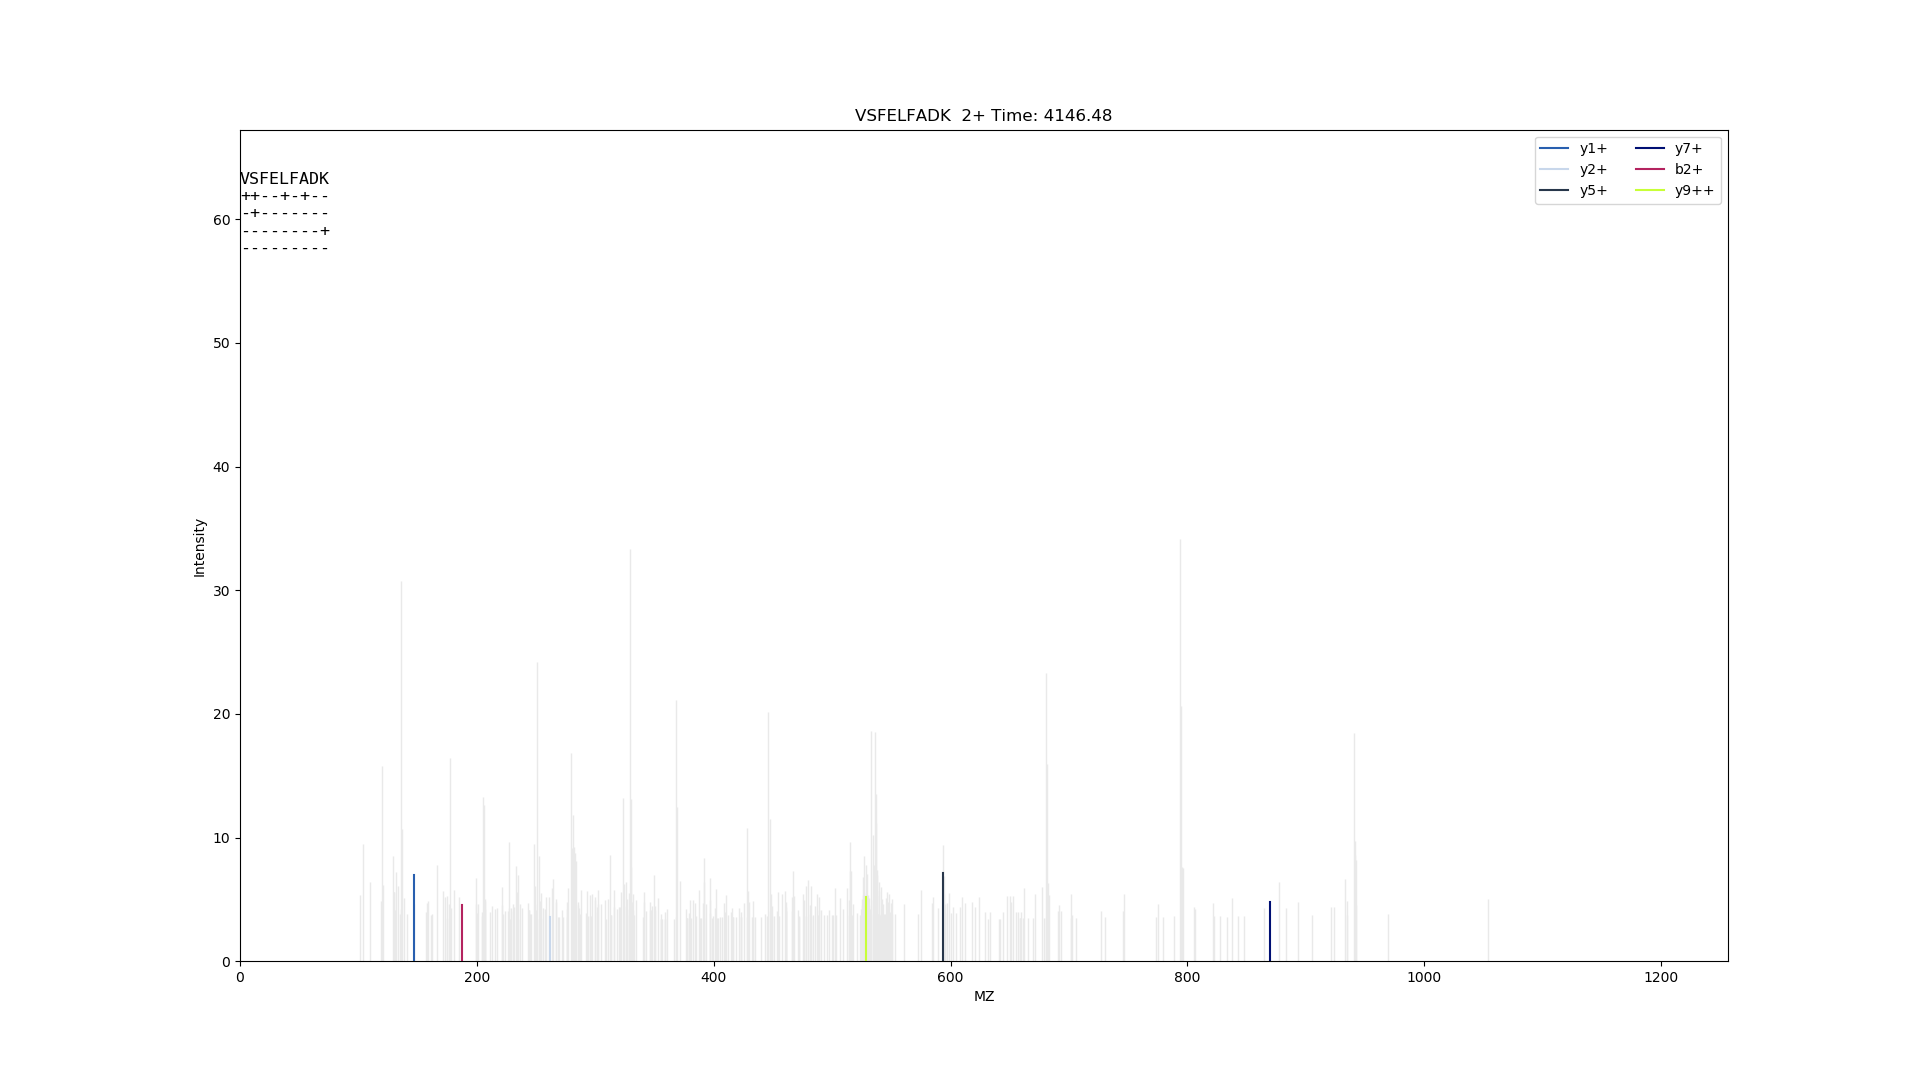 VSFELFADK  2+ Time: 4146.48
VSFELFADK
++--+-+--
-+-------
--------+
---------
y1+
y2+
y5+
y7+
b2+
y9++
Intensity
60
50
40
30
20
10
0
0 200 400 600 800 1000 1200
MZ